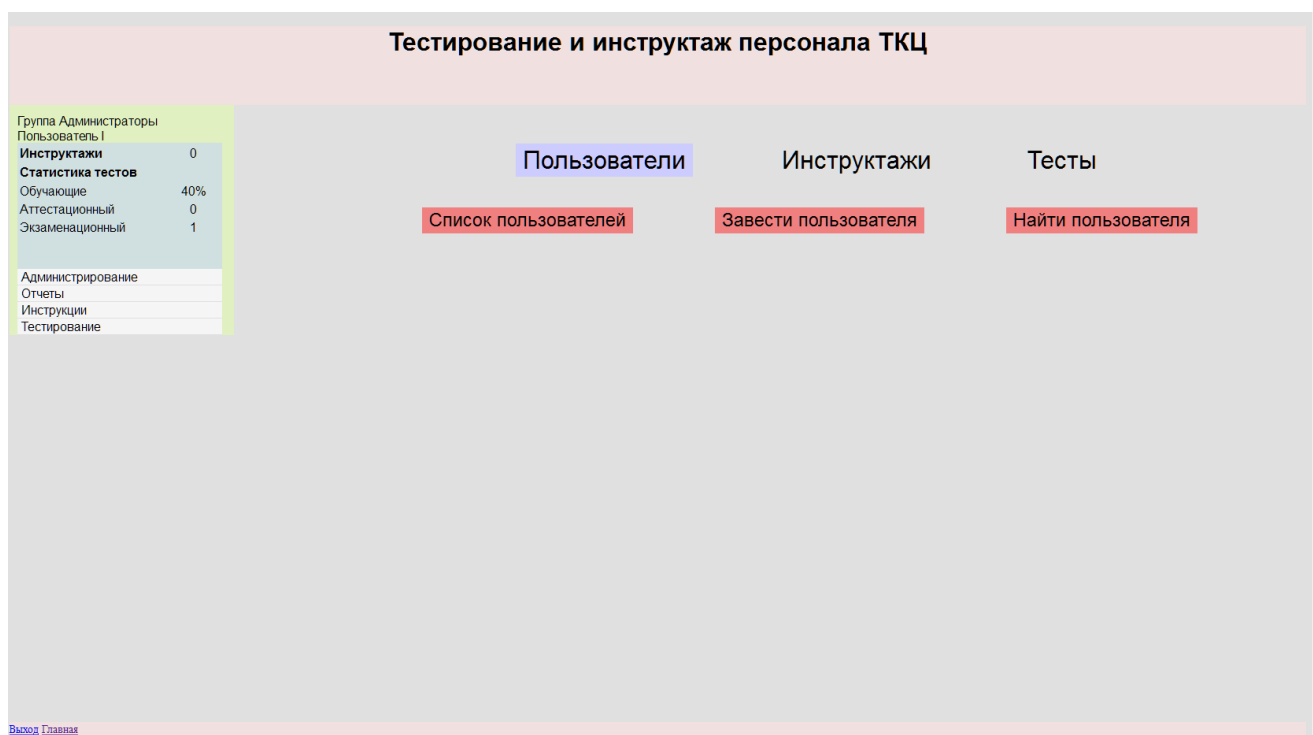 Тестирование и инструктаж персонала ТКЦ
Группа Администраторы
Пользователь I
Инструктажи 0
Статистика тестов
Обучающие 40%
Аттестационный 0
Экзаменационный 1
Администрирование
Отчеты
Инструкции
Тестирование
Пользователи Инструктажи Тесты
Список пользователей Завести пользователя Найти пользователя
Выход Главная